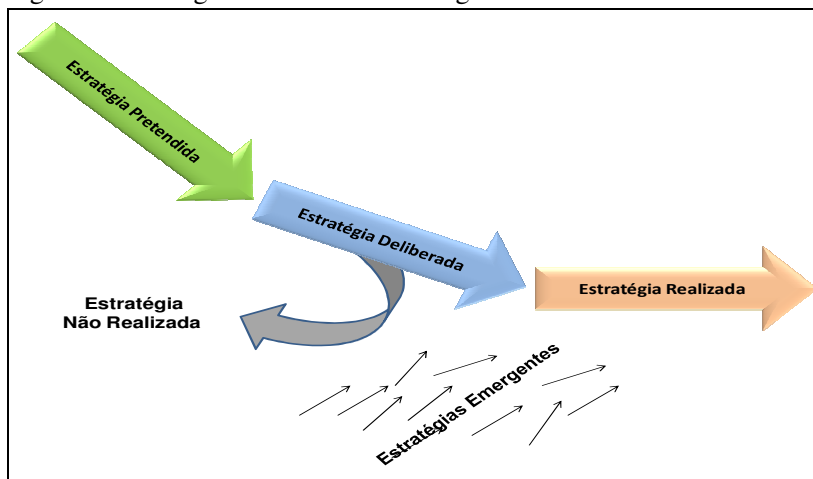 Estratégia Pretendida
Estratégia Deliberada
Estratégia Realizada
Estratégia
Não Realizada
Estratégias Emergentes